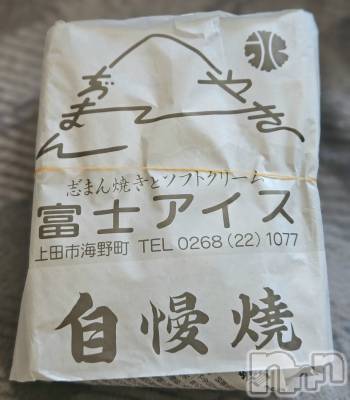 じまんやき
氷
志"まん焼きとソフトクリーム
富士アイス
上田市海野町 TEL 0268(22)1077
自慢焼